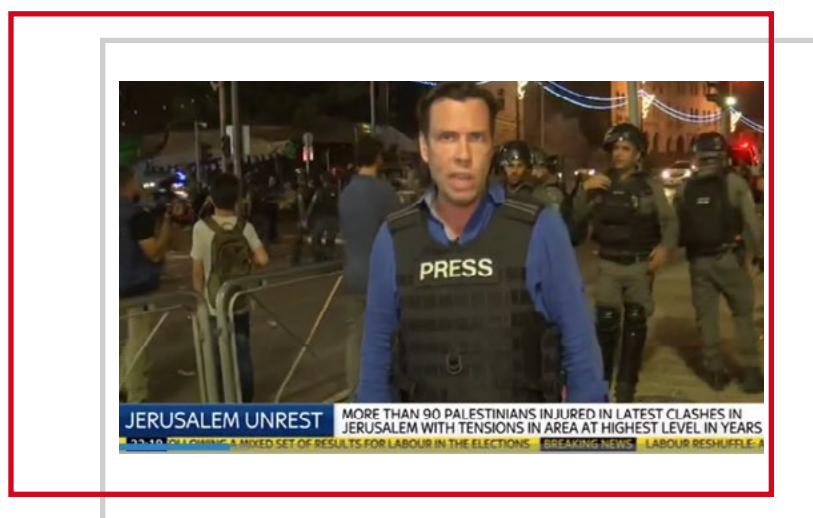 PRESS
JERUSALEM UNREST
MORE THAN 90 PALESTINIANS INJURED IN LATEST CLASHES IN
JERUSALEM WITH TENSIONS IN AREA AT HIGHEST LEVEL IN YEARS
A MIXED SET OF RESULTS FOR LABOUR IN THE ELECTIONS BREAKING NEWS LABOUR RESHUFFLE: